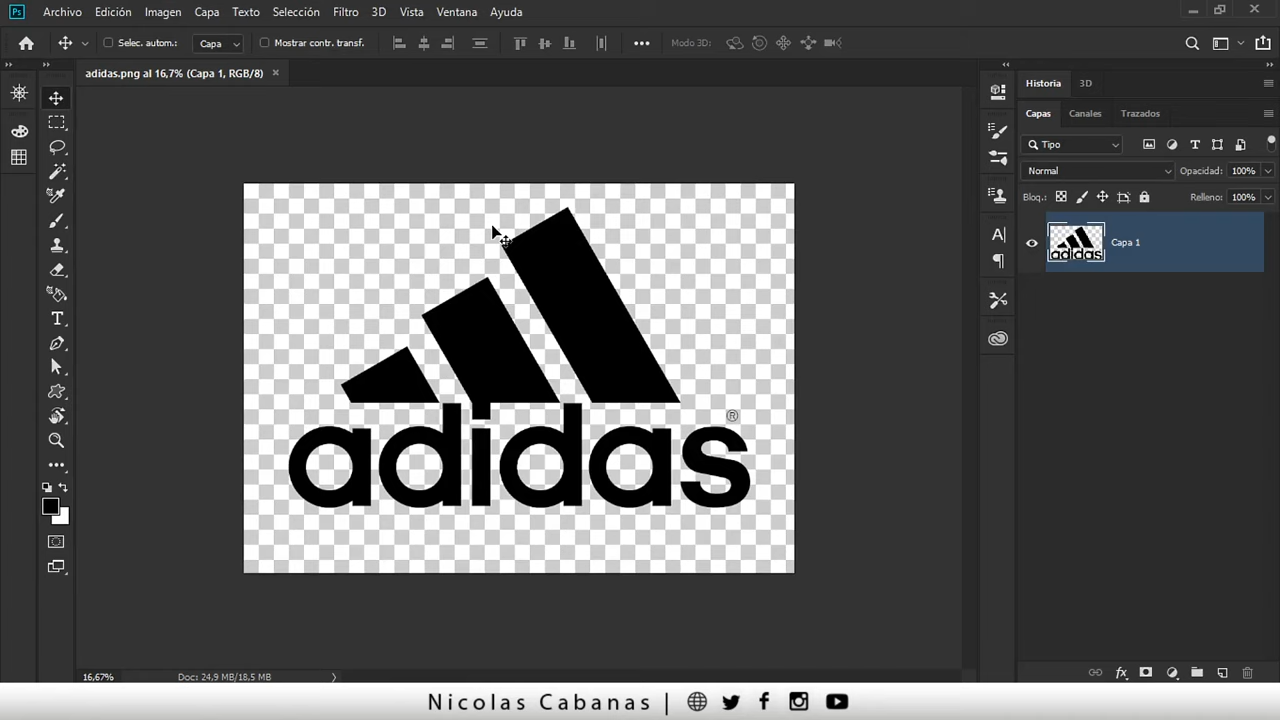 Ps Archivo Edición Imagen Capa Texto Selección Filtro 3D Vista Ventana Ayuda
Selec. autom.: Capa Mostrar contr. transf. Modo 3D:
adidas.png al 16,7% (Capa 1, RGB/8)
Historia 3D
Capas Canales Trazados
Tipo
Normal Opacidad: 100%
Bloq.: Relleno: 100%
Capa 1
adidas ®
16,67% Doc: 24,9 MB/18,5 MB
Nicolas Cabanas |